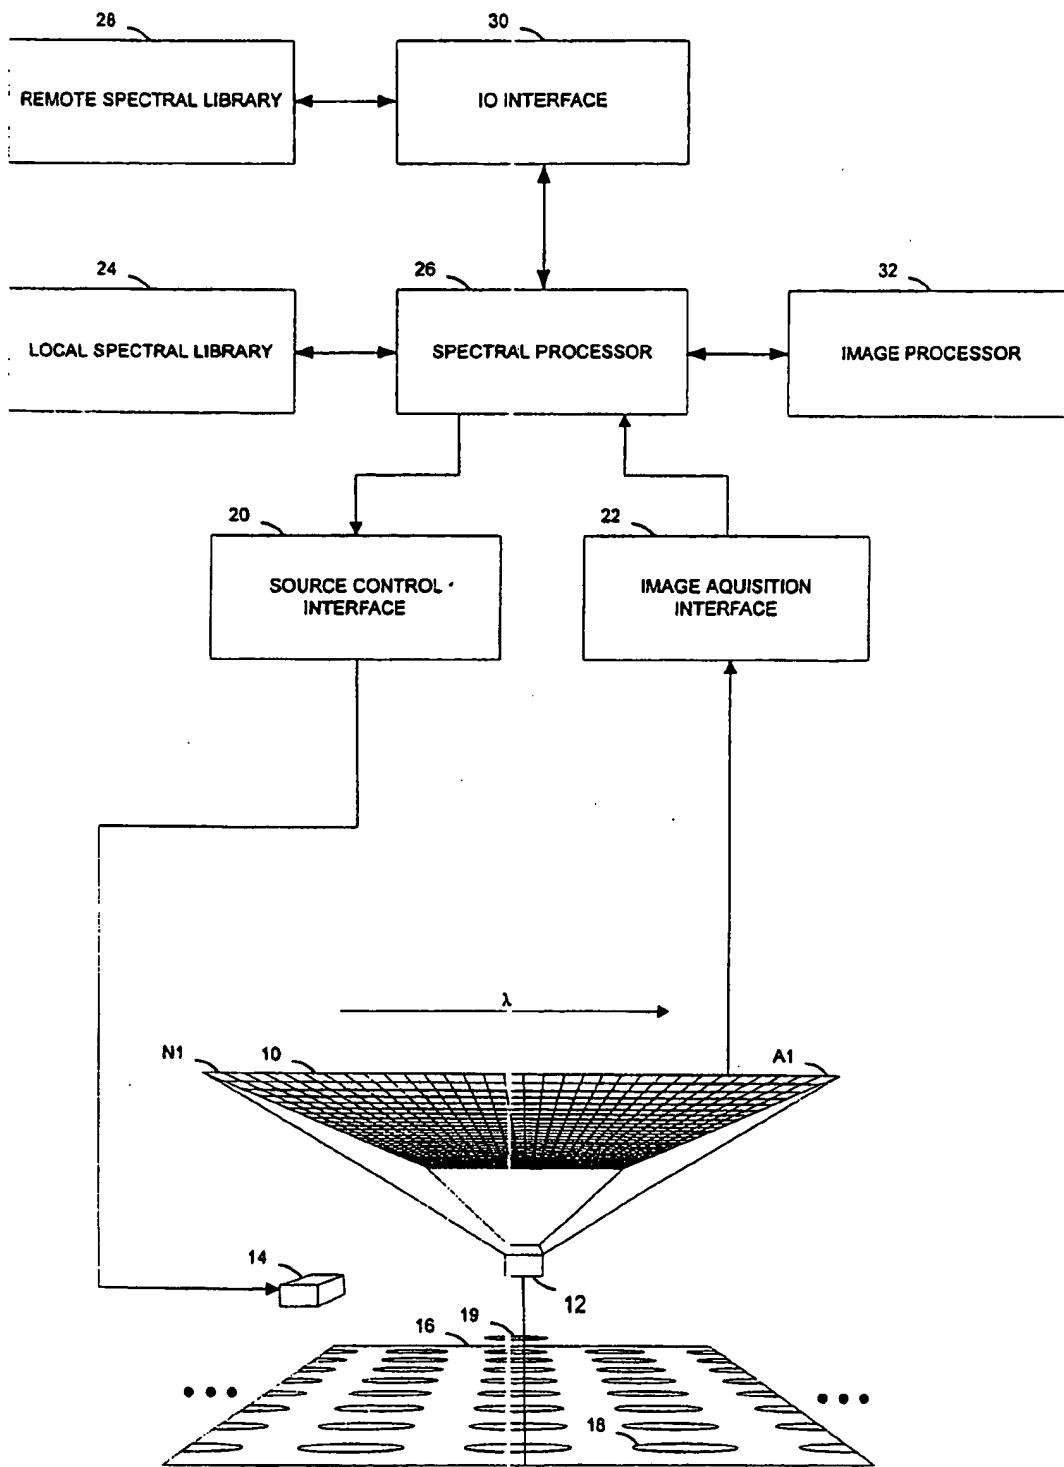 28
30
REMOTE SPECTRAL LIBRARY
IO INTERFACE
24
26
32
LOCAL SPECTRAL LIBRARY
SPECTRAL PROCESSOR
IMAGE PROCESSOR
20
22
SOURCE CONTROL
INTERFACE
IMAGE AQUISITION
INTERFACE
λ
N1
10
A1
14
12
19
16
18